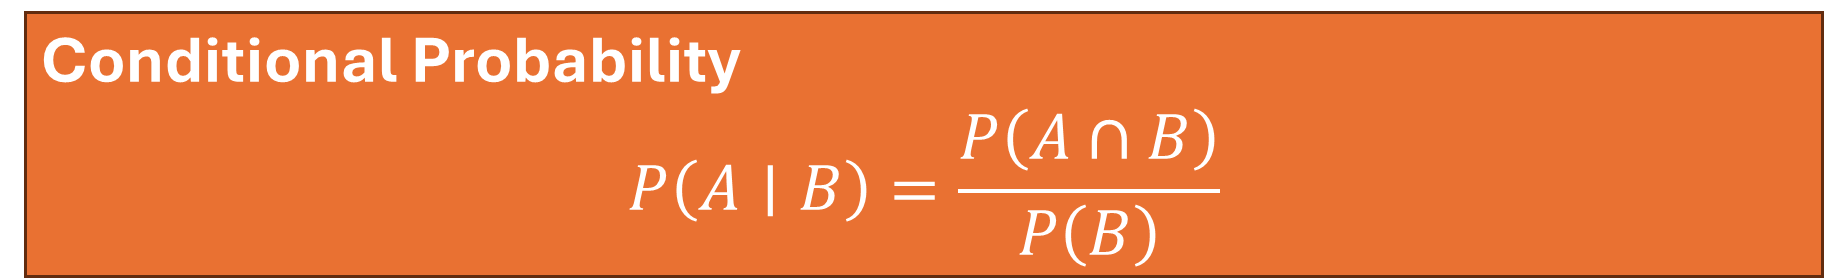 Conditional Probability
P(A | B) = P(A ∩ B) / P(B)